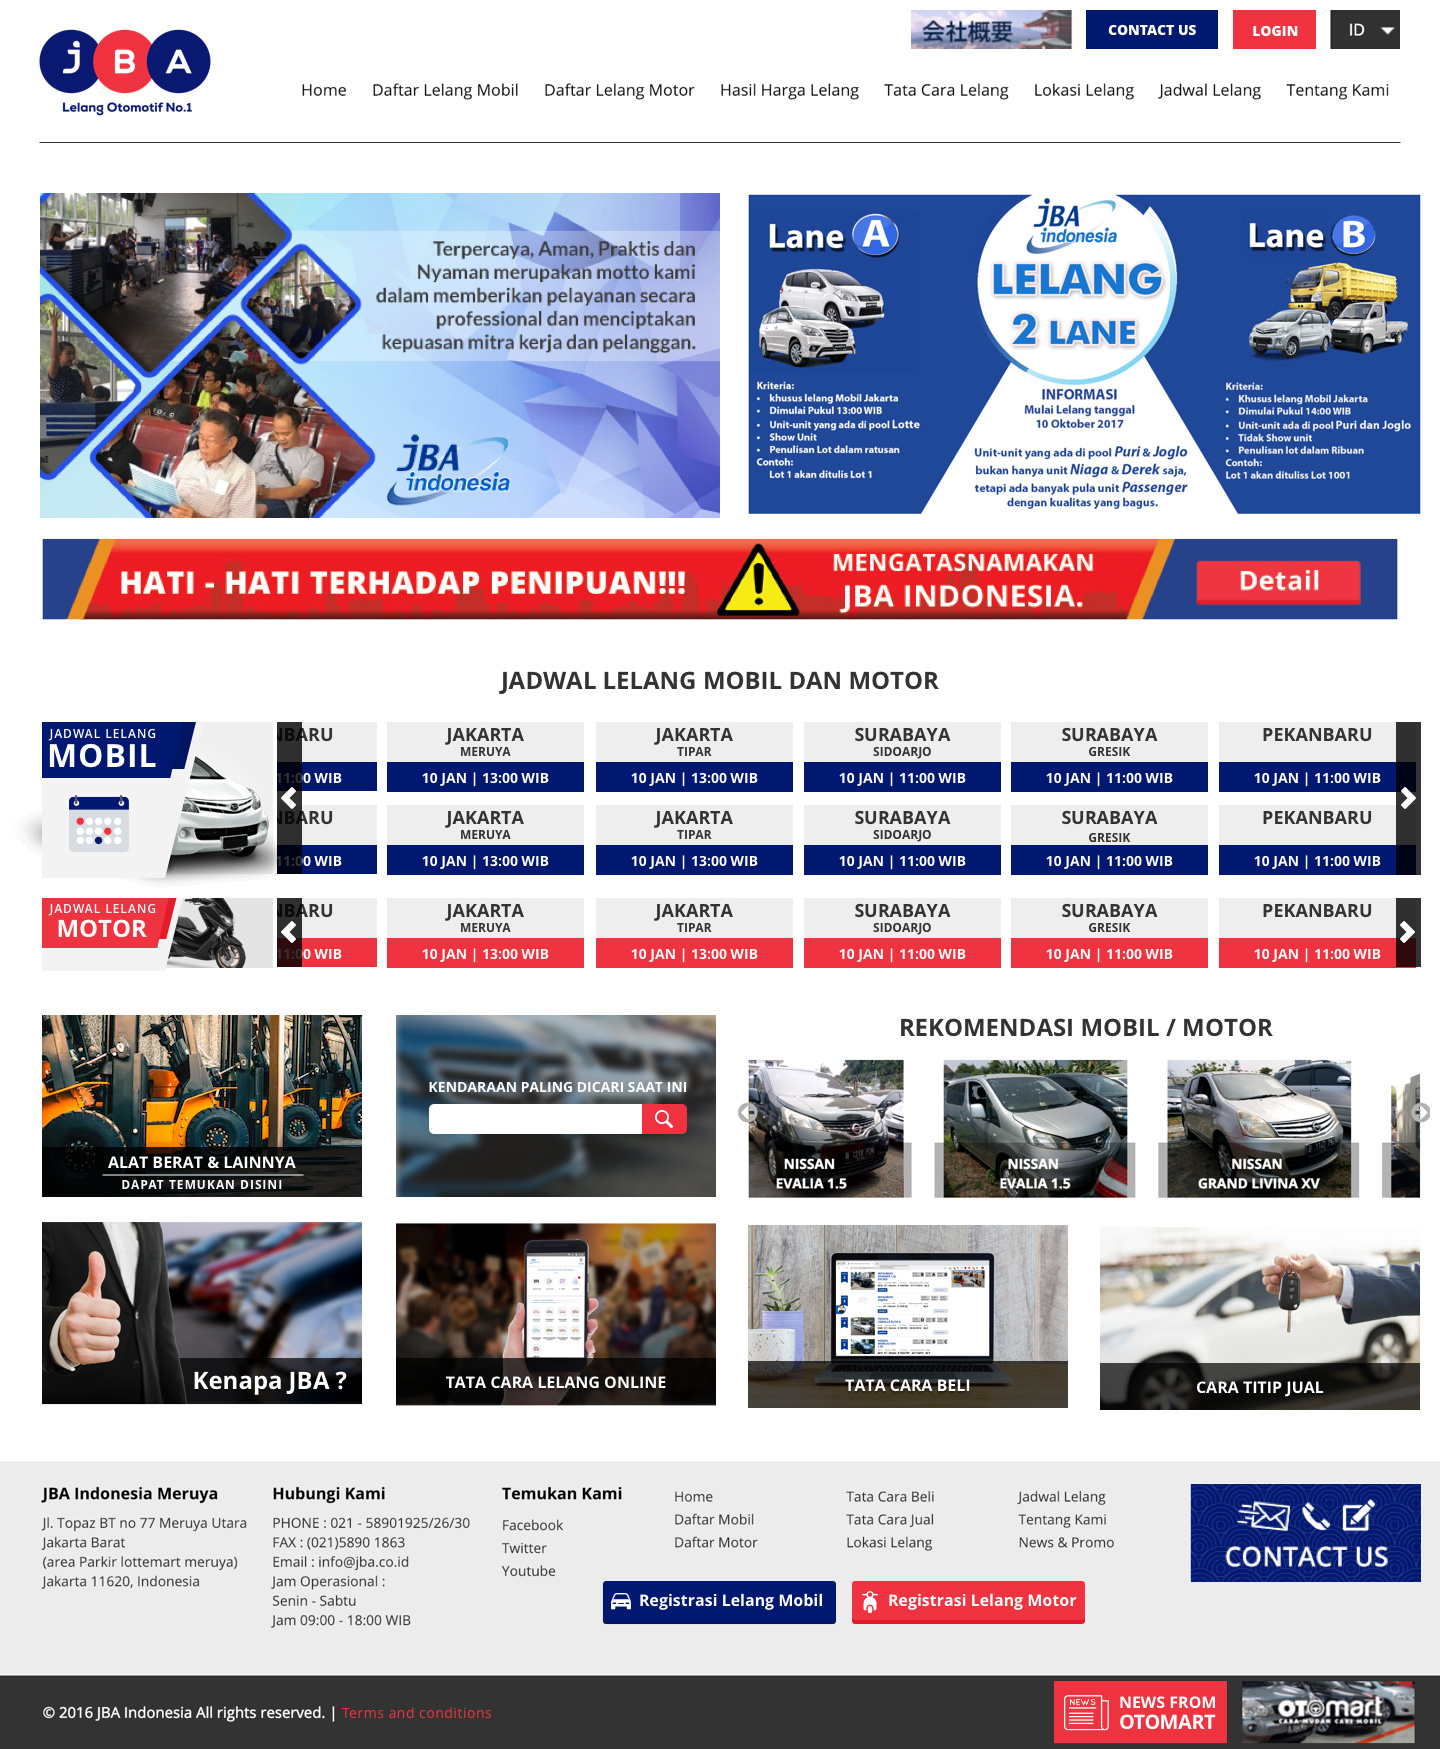 会社概要
CONTACT US
LOGIN
ID
JBA
Lelang Otomotif No.1
Home Daftar Lelang Mobil Daftar Lelang Motor Hasil Harga Lelang Tata Cara Lelang Lokasi Lelang Jadwal Lelang Tentang Kami
Terpercaya, Aman, Praktis dan
Nyaman merupakan motto kami
dalam memberikan pelayanan secara
professional dan menciptakan
kepuasan mitra kerja dan pelanggan.
JBA
indonesia
Lane A
Kriteria:
• khusus lelang Mobil Jakarta
• Dimulai Pukul 13:00 WIB
• Unit-unit yang ada di pool Lotte
• Show Unit
• Penulisan Lot dalam ratusan
Contoh:
Lot 1 akan ditulis Lot 1
JBA
indonesia
LELANG
2 LANE
INFORMASI
Mulai Lelang tanggal
10 Oktober 2017
Unit-unit yang ada di pool Puri & Joglo
bukan hanya unit Niaga & Derek saja,
tetapi ada banyak pula unit Passenger
dengan kualitas yang bagus.
Lane B
Kriteria:
• Khusus lelang Mobil Jakarta
• Dimulai Pukul 14:00 WIB
• Unit-unit ada di pool Puri dan Joglo
• Tidak Show unit
• Penulisan lot dalam Ribuan
Contoh:
Lot 1 akan dituliss Lot 1001
HATI - HATI TERHADAP PENIPUAN!!!
MENGATASNAMAKAN
JBA INDONESIA.
Detail
JADWAL LELANG MOBIL DAN MOTOR
JADWAL LELANG
MOBIL
NBARU JAKARTA JAKARTA SURABAYA SURABAYA PEKANBARU
MERUYA TIPAR SIDOARJO GRESIK
11:00 WIB 10 JAN | 13:00 WIB 10 JAN | 13:00 WIB 10 JAN | 11:00 WIB 10 JAN | 11:00 WIB 10 JAN | 11:00 WIB
NBARU JAKARTA JAKARTA SURABAYA SURABAYA PEKANBARU
MERUYA TIPAR SIDOARJO GRESIK
11:00 WIB 10 JAN | 13:00 WIB 10 JAN | 13:00 WIB 10 JAN | 11:00 WIB 10 JAN | 11:00 WIB 10 JAN | 11:00 WIB
JADWAL LELANG
MOTOR
NBARU JAKARTA JAKARTA SURABAYA SURABAYA PEKANBARU
MERUYA TIPAR SIDOARJO GRESIK
11:00 WIB 10 JAN | 13:00 WIB 10 JAN | 13:00 WIB 10 JAN | 11:00 WIB 10 JAN | 11:00 WIB 10 JAN | 11:00 WIB
ALAT BERAT & LAINNYA
DAPAT TEMUKAN DISINI
KENDARAAN PALING DICARI SAAT INI
REKOMENDASI MOBIL / MOTOR
NISSAN
EVALIA 1.5
NISSAN
EVALIA 1.5
NISSAN
GRAND LIVINA XV
Kenapa JBA ?
TATA CARA LELANG ONLINE
TATA CARA BELI
CARA TITIP JUAL
JBA Indonesia Meruya
Jl. Topaz BT no 77 Meruya Utara
Jakarta Barat
(area Parkir lottemart meruya)
Jakarta 11620, Indonesia
Hubungi Kami
PHONE : 021 - 58901925/26/30
FAX : (021)5890 1863
Email : info@jba.co.id
Jam Operasional :
Senin - Sabtu
Jam 09:00 - 18:00 WIB
Temukan Kami
Facebook
Twitter
Youtube
Home
Daftar Mobil
Daftar Motor
Tata Cara Beli
Tata Cara Jual
Lokasi Lelang
Jadwal Lelang
Tentang Kami
News & Promo
CONTACT US
Registrasi Lelang Mobil
Registrasi Lelang Motor
© 2016 JBA Indonesia All rights reserved. | Terms and conditions
NEWS
NEWS FROM
OTOMART
OTOmart
CARA MUDAH CARI MOBIL